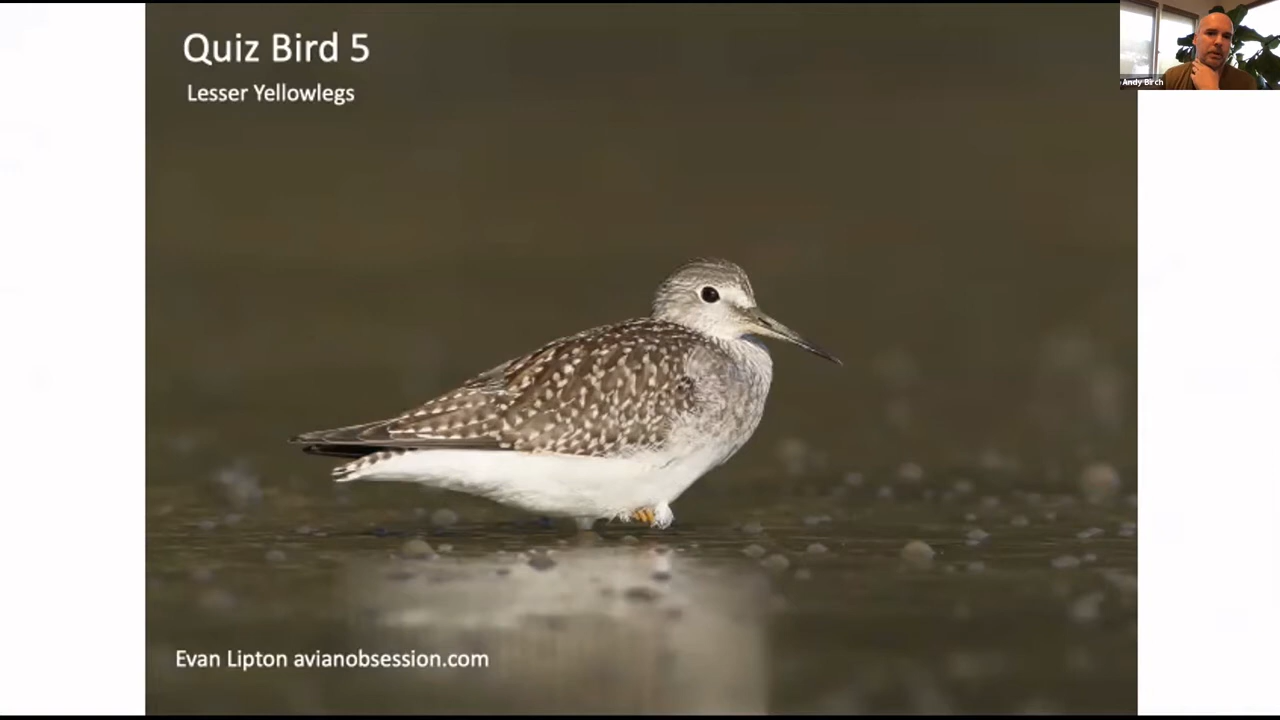 Quiz Bird 5
Lesser Yellowlegs
Andy Birch
Evan Lipton avianobsession.com